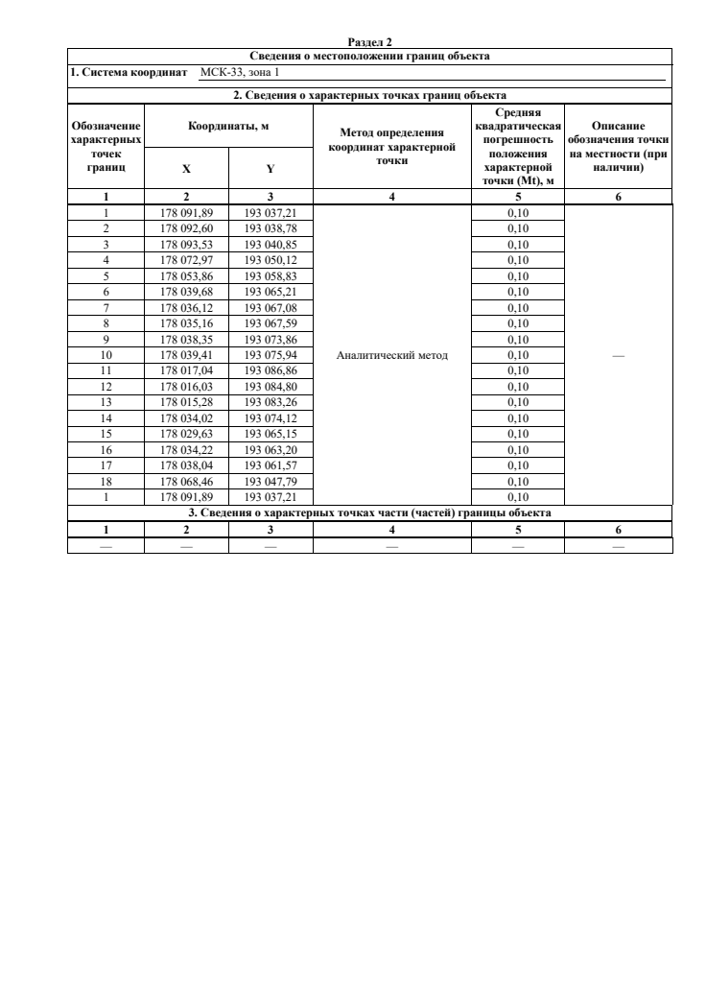 Раздел 2
Сведения о местоположении границ объекта
1. Система координат МСК-33, зона 1
2. Сведения о характерных точках границ объекта
Обозначение характерных точек границ
Координаты, м
X
Y
Метод определения координат характерной точки
Средняя квадратическая погрешность положения характерной точки (Mt), м
Описание обозначения точки на местности (при наличии)
1 2 3 4 5 6
1 178 091,89 193 037,21 0,10
2 178 092,60 193 038,78 0,10
3 178 093,53 193 040,85 0,10
4 178 072,97 193 050,12 0,10
5 178 053,86 193 058,83 0,10
6 178 039,68 193 065,21 0,10
7 178 036,12 193 067,08 0,10
8 178 035,16 193 067,59 0,10
9 178 038,35 193 073,86 0,10
10 178 039,41 193 075,94 Аналитический метод 0,10 —
11 178 017,04 193 086,86 0,10
12 178 016,03 193 084,80 0,10
13 178 015,28 193 083,26 0,10
14 178 034,02 193 074,12 0,10
15 178 029,63 193 065,15 0,10
16 178 034,22 193 063,20 0,10
17 178 038,04 193 061,57 0,10
18 178 068,46 193 047,79 0,10
1 178 091,89 193 037,21 0,10
3. Сведения о характерных точках части (частей) границы объекта
1 2 3 4 5 6
— — — — — —